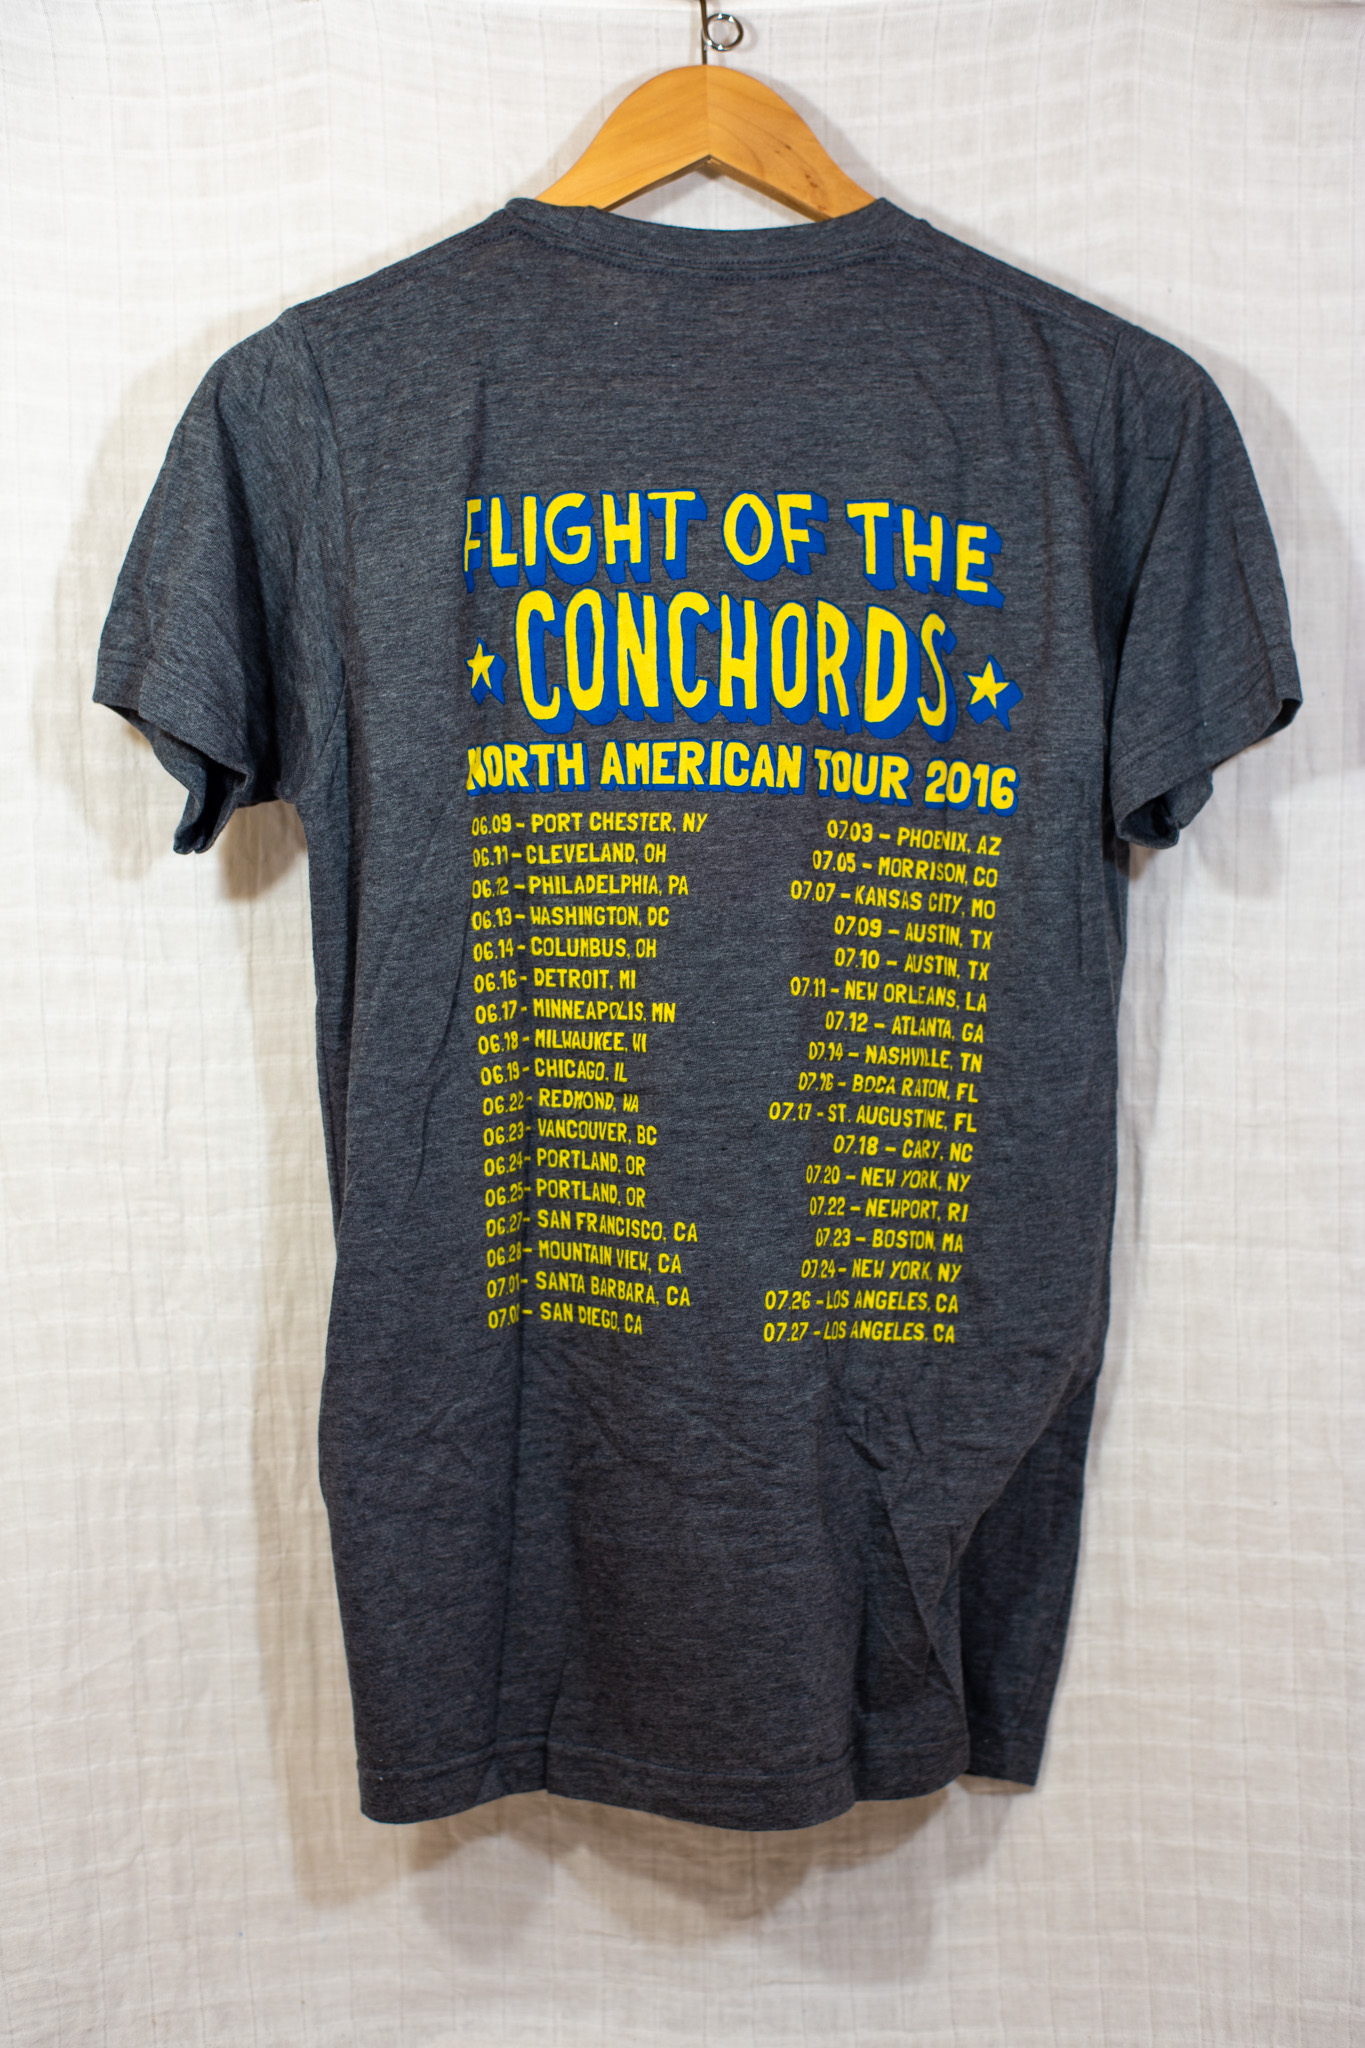 FLIGHT OF THE
CONCHORDS
NORTH AMERICAN TOUR 2016
06.09 - PORT CHESTER, NY
06.11 - CLEVELAND, OH
06.12 - PHILADELPHIA, PA
06.13 - WASHINGTON, DC
06.14 - COLUMBUS, OH
06.16 - DETROIT, MI
06.17 - MINNEAPOLIS, MN
06.18 - MILWAUKEE, WI
06.19 - CHICAGO, IL
06.22 - REDMOND, WA
06.23 - VANCOUVER, BC
06.24 - PORTLAND, OR
06.25 - PORTLAND, OR
06.27 - SAN FRANCISCO, CA
06.28 - MOUNTAIN VIEW, CA
07.01 - SANTA BARBARA, CA
- SAN DIEGO, CA
07.03 - PHOENIX, AZ
07.05 - MORRISON, CO
07.07 - KANSAS CITY, MO
07.09 - AUSTIN, TX
07.10 - AUSTIN, TX
07.11 - NEW ORLEANS, LA
07.12 - ATLANTA, GA
07.14 - NASHVILLE, TN
07.16 - BOCA RATON, FL
07.17 - ST. AUGUSTINE, FL
07.18 - CARY, NC
07.20 - NEW YORK, NY
07.22 - NEWPORT, RI
07.23 - BOSTON, MA
07.24 - NEW YORK, NY
07.26 - LOS ANGELES, CA
07.27 - LOS ANGELES, CA